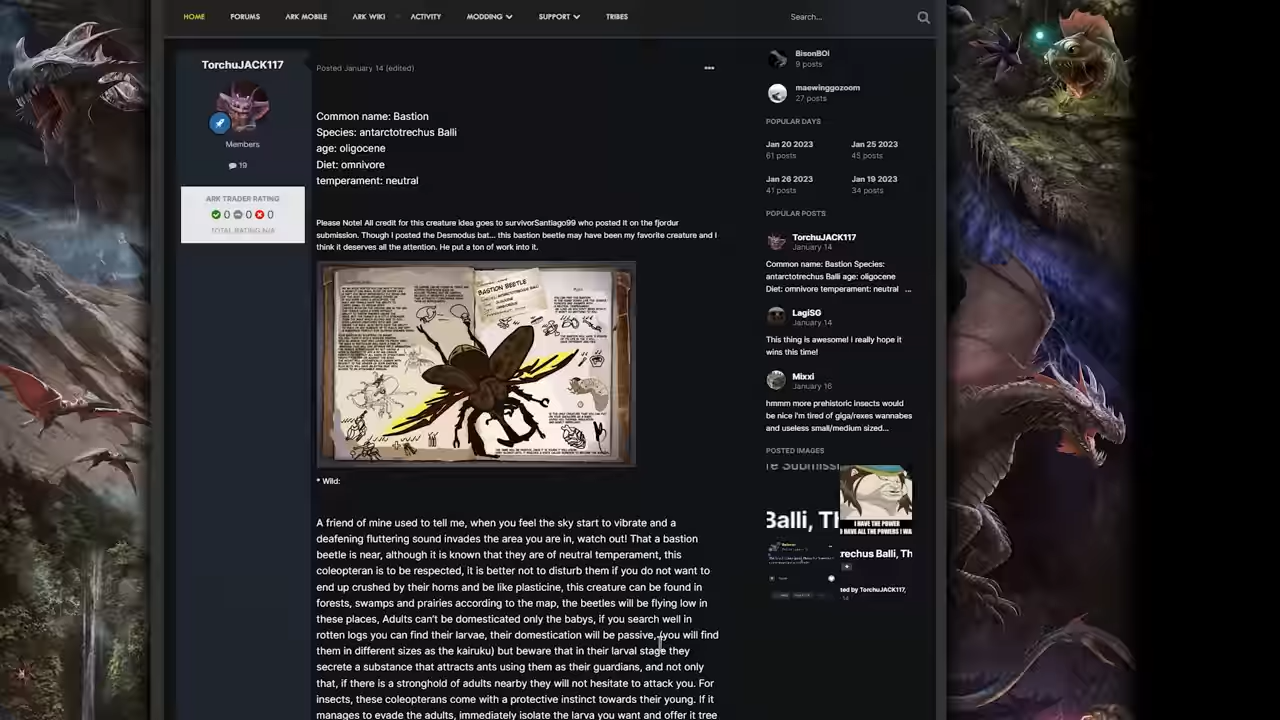 HOME FORUMS ARK MOBILE ARK WIKI ACTIVITY MODDING SUPPORT TRIBES Search...
TorchuJACK117
Members
19
ARK TRADER RATING
0 0 0
TOTAL RATING N/A
Posted January 14 (edited)
Common name: Bastion
Species: antarctotrechus Balli
age: oligocene
Diet: omnivore
temperament: neutral
Please Note! All credit for this creature idea goes to survivorSantiago99 who posted it on the fjordur
submission. Though I posted the Desmodus bat... this bastion beetle may have been my favorite creature and I
think it deserves all the attention. He put a ton of work into it.
BASTION BEETLE
* Wild:
A friend of mine used to tell me, when you feel the sky start to vibrate and a
deafening fluttering sound invades the area you are in, watch out! That a bastion
beetle is near, although it is known that they are of neutral temperament, this
coleopteran is to be respected, it is better not to disturb them if you do not want to
end up crushed by their horns and be like plasticine, this creature can be found in
forests, swamps and prairies according to the map, the beetles will be flying low in
these places, Adults can't be domesticated only the babys, if you search well in
rotten logs you can find their larvae, their domestication will be passive, (you will find
them in different sizes as the kairuku) but beware that in their larval stage they
secrete a substance that attracts ants using them as their guardians, and not only
that, if there is a stronghold of adults nearby they will not hesitate to attack you. For
insects, these coleopterans come with a protective instinct towards their young. If it
manages to evade the adults, immediately isolate the larva you want and offer it tree
BisonBOI
9 posts
maewinggozoom
27 posts
POPULAR DAYS
Jan 20 2023
61 posts
Jan 25 2023
45 posts
Jan 26 2023
41 posts
Jan 19 2023
34 posts
POPULAR POSTS
TorchuJACK117
January 14
Common name: Bastion Species:
antarctotrechus Balli age: oligocene
Diet: omnivore temperament: neutral ...
LagiSG
January 14
This thing is awesome! i really hope it
wins this time!
Mixxi
January 16
hmmm more prehistoric insects would
be nice i'm tired of giga/rexes wannabes
and useless small/medium sized...
POSTED IMAGES
re Submissi
Balli, Th
I HAVE THE POWER
rechus Balli, Th
ted by TorchuJACK117,